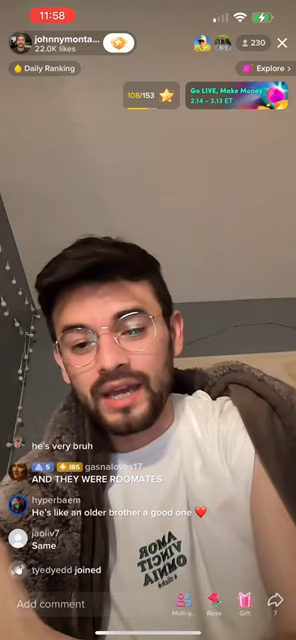 11:58
johnnymonta...
22.0K likes
230
Daily Ranking
Explore >
108/153
Go LIVE, Make Money
2.14 - 3.13 ET
he's very bruh
5 185 gasnaloves17
AND THEY WERE ROOMATES
hyperbaem
He's like an older brother a good one ❤️
jaoliv7
Same
tyedyedd joined
AMOR
VINCIT
OMNIA
Add comment
Multi-g...
Rose
Gift
7